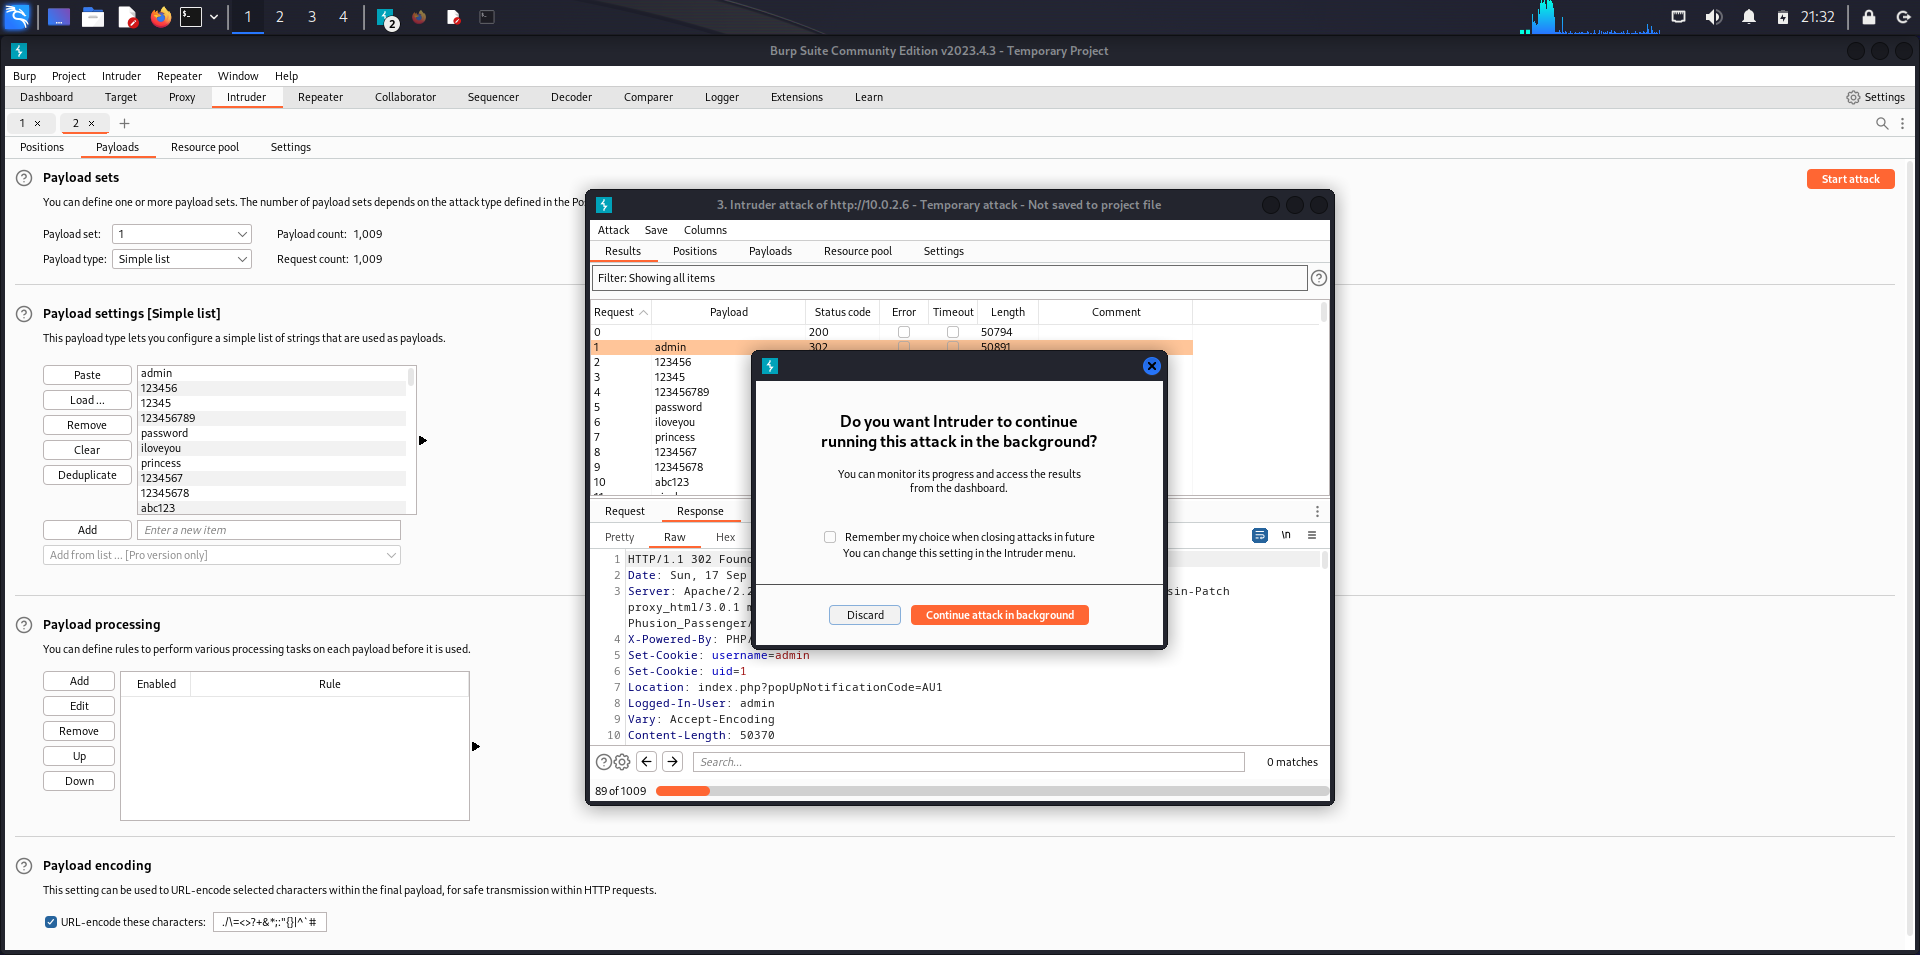 1 2 3 4 2 21:32
Burp Suite Community Edition v2023.4.3 - Temporary Project
Burp Project Intruder Repeater Window Help
Dashboard Target Proxy Intruder Repeater Collaborator Sequencer Decoder Comparer Logger Extensions Learn Settings
1 × 2 × +
Positions Payloads Resource pool Settings
Payload sets
Start attack
You can define one or more payload sets. The number of payload sets depends on the attack type defined in the Po
Payload set: 1 Payload count: 1,009
Payload type: Simple list Request count: 1,009
Payload settings [Simple list]
This payload type lets you configure a simple list of strings that are used as payloads.
Paste
Load ...
Remove
Clear
Deduplicate
admin
123456
12345
123456789
password
iloveyou
princess
1234567
12345678
abc123
Add Enter a new item
Add from list ... [Pro version only]
Payload processing
You can define rules to perform various processing tasks on each payload before it is used.
Add
Edit
Remove
Up
Down
Enabled Rule
Payload encoding
This setting can be used to URL-encode selected characters within the final payload, for safe transmission within HTTP requests.
URL-encode these characters: ./\=<>?+&*;:"{}|^`#
3. Intruder attack of http://10.0.2.6 - Temporary attack - Not saved to project file
Attack Save Columns
Results Positions Payloads Resource pool Settings
Filter: Showing all items
Request Payload Status code Error Timeout Length Comment
0 200 50794
1 admin 302 50891
2 123456
3 12345
4 123456789
5 password
6 iloveyou
7 princess
8 1234567
9 12345678
10 abc123
Request Response
Pretty Raw Hex \n
1 HTTP/1.1 302 Foun
2 Date: Sun, 17 Sep
3 Server: Apache/2.2 sin-Patch
proxy_html/3.0.1 m
Phusion_Passenger/
4 X-Powered-By: PHP/
5 Set-Cookie: username=admin
6 Set-Cookie: uid=1
7 Location: index.php?popUpNotificationCode=AU1
8 Logged-In-User: admin
9 Vary: Accept-Encoding
10 Content-Length: 50370
Search... 0 matches
89 of 1009
Do you want Intruder to continue
running this attack in the background?
You can monitor its progress and access the results
from the dashboard.
Remember my choice when closing attacks in future
You can change this setting in the Intruder menu.
Discard Continue attack in background